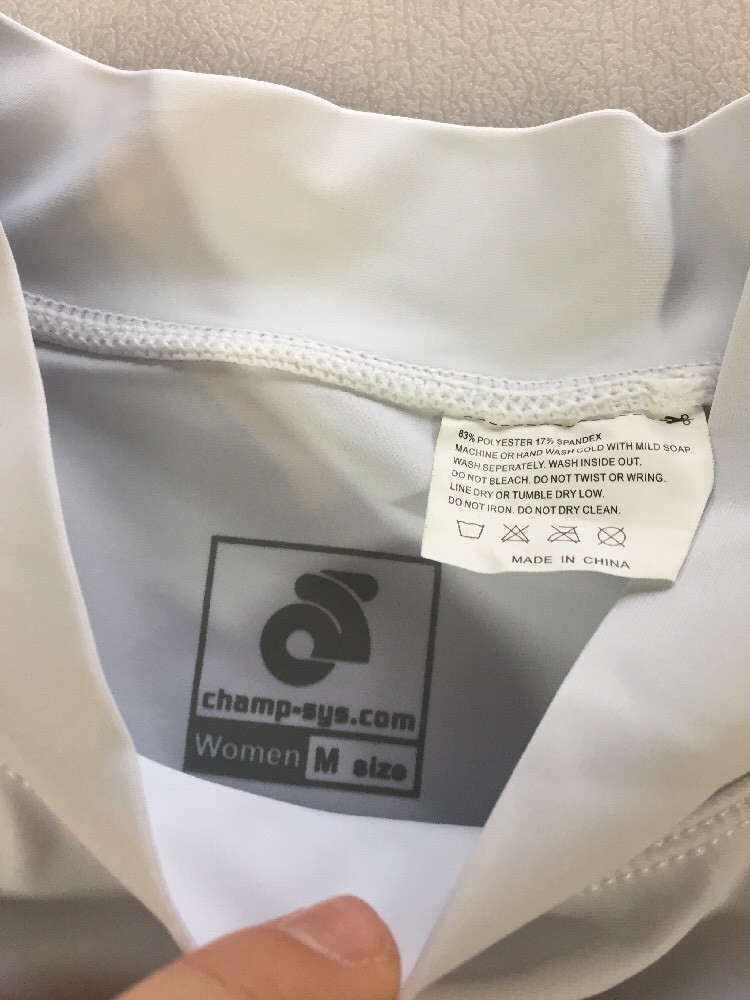 83% POLYESTER 17% SPANDEX
MACHINE OR HAND WASH COLD WITH MILD SOAP.
WASH SEPERATELY. WASH INSIDE OUT.
DO NOT BLEACH. DO NOT TWIST OR WRING.
LINE DRY OR TUMBLE DRY LOW.
DO NOT IRON. DO NOT DRY CLEAN.
MADE IN CHINA
champ-sys.com
Women M size